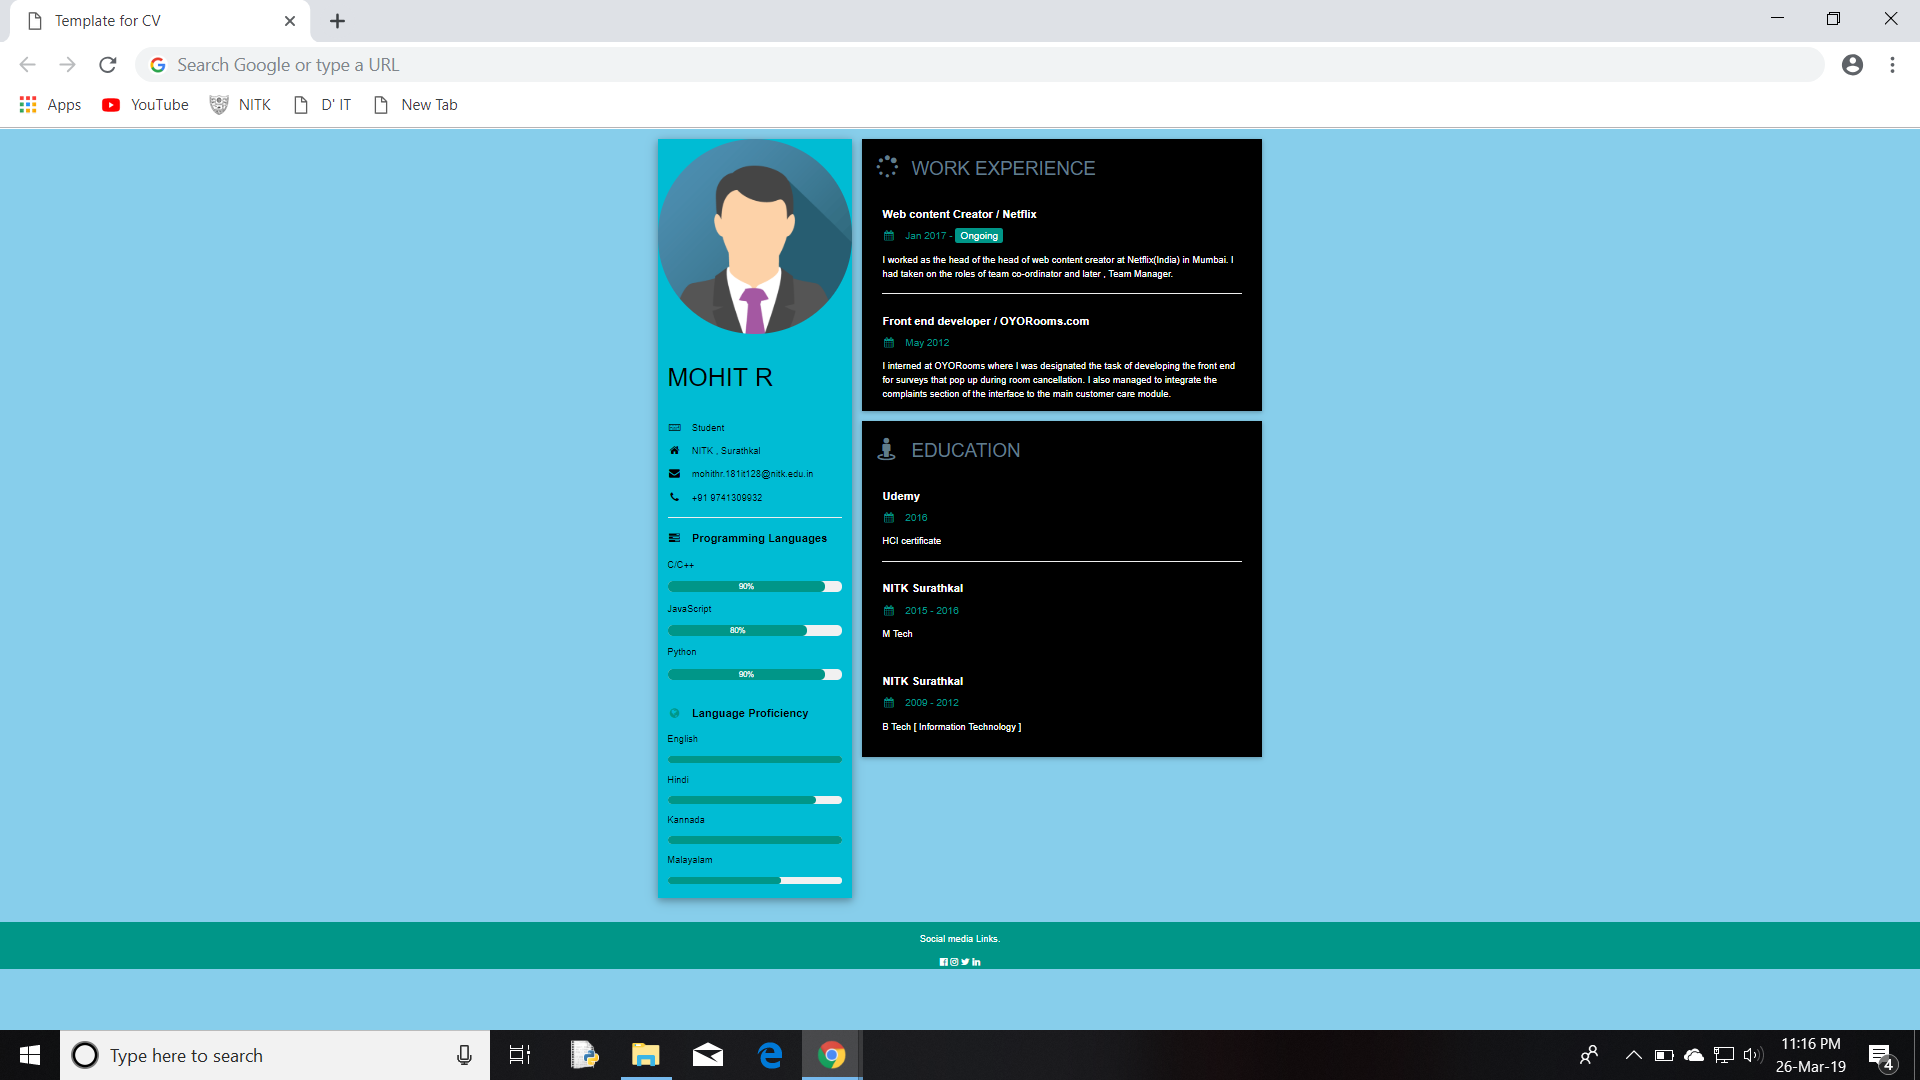 Template for CV
Search Google or type a URL
Apps YouTube NITK D' IT New Tab
MOHIT R
Student
NITK , Surathkal
mohithr.181it128@nitk.edu.in
+91 9741309932
Programming Languages
C/C++
90%
JavaScript
80%
Python
90%
Language Proficiency
English
Hindi
Kannada
Malayalam
WORK EXPERIENCE
Web content Creator / Netflix
Jan 2017 - Ongoing
I worked as the head of the head of web content creator at Netflix(India) in Mumbai. I
had taken on the roles of team co-ordinator and later , Team Manager.
Front end developer / OYORooms.com
May 2012
I interned at OYORooms where I was designated the task of developing the front end
for surveys that pop up during room cancellation. I also managed to integrate the
complaints section of the interface to the main customer care module.
EDUCATION
Udemy
2016
HCI certificate
NITK Surathkal
2015 - 2016
M Tech
NITK Surathkal
2009 - 2012
B Tech [ Information Technology ]
Social media Links.
Type here to search
11:16 PM
26-Mar-19
4